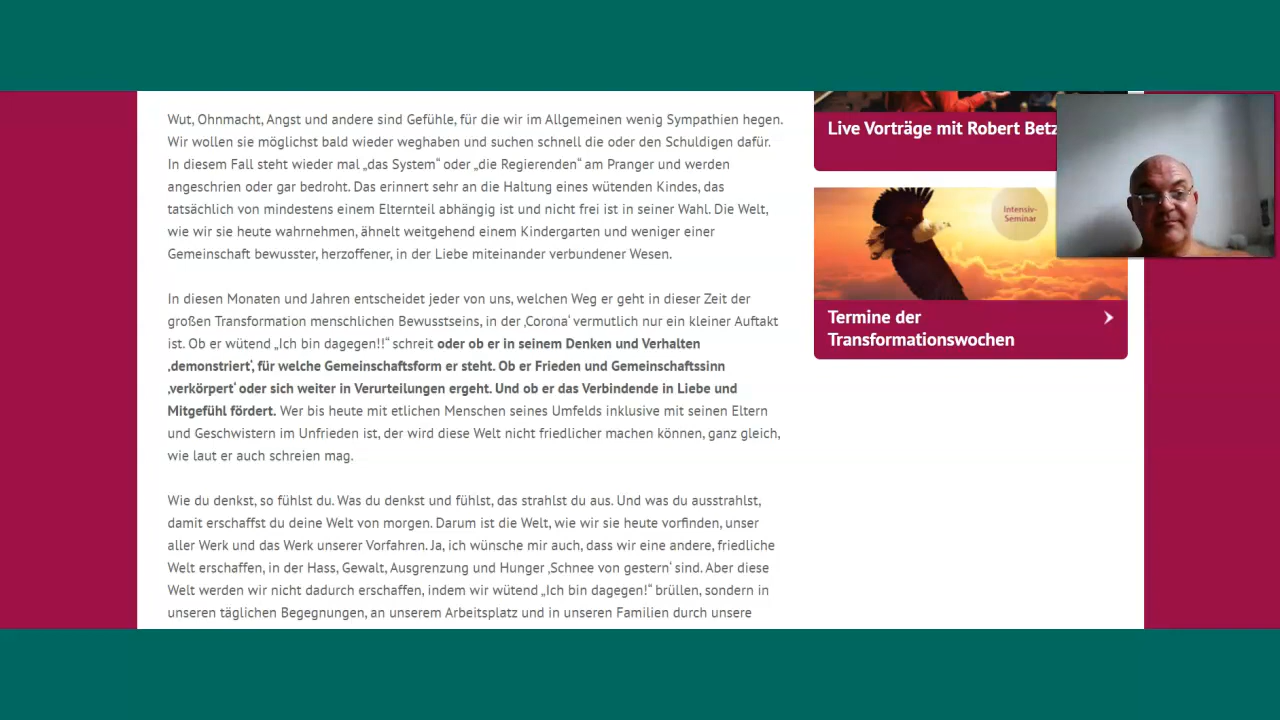 Wut, Ohnmacht, Angst und andere sind Gefühle, für die wir im Allgemeinen wenig Sympathien hegen.
Wir wollen sie möglichst bald wieder weghaben und suchen schnell die oder den Schuldigen dafür.
In diesem Fall steht wieder mal „das System“ oder „die Regierenden“ am Pranger und werden
angeschrien oder gar bedroht. Das erinnert sehr an die Haltung eines wütenden Kindes, das
tatsächlich von mindestens einem Elternteil abhängig ist und nicht frei ist in seiner Wahl. Die Welt,
wie wir sie heute wahrnehmen, ähnelt weitgehend einem Kindergarten und weniger einer
Gemeinschaft bewusster, herzoffener, in der Liebe miteinander verbundener Wesen.
In diesen Monaten und Jahren entscheidet jeder von uns, welchen Weg er geht in dieser Zeit der
großen Transformation menschlichen Bewusstseins, in der ‚Corona‘ vermutlich nur ein kleiner Auftakt
ist. Ob er wütend „Ich bin dagegen!!“ schreit oder ob er in seinem Denken und Verhalten
‚demonstriert‘, für welche Gemeinschaftsform er steht. Ob er Frieden und Gemeinschaftssinn
‚verkörpert‘ oder sich weiter in Verurteilungen ergeht. Und ob er das Verbindende in Liebe und
Mitgefühl fördert. Wer bis heute mit etlichen Menschen seines Umfelds inklusive mit seinen Eltern
und Geschwistern im Unfrieden ist, der wird diese Welt nicht friedlicher machen können, ganz gleich,
wie laut er auch schreien mag.
Wie du denkst, so fühlst du. Was du denkst und fühlst, das strahlst du aus. Und was du ausstrahlst,
damit erschaffst du deine Welt von morgen. Darum ist die Welt, wie wir sie heute vorfinden, unser
aller Werk und das Werk unserer Vorfahren. Ja, ich wünsche mir auch, dass wir eine andere, friedliche
Welt erschaffen, in der Hass, Gewalt, Ausgrenzung und Hunger ‚Schnee von gestern‘ sind. Aber diese
Welt werden wir nicht dadurch erschaffen, indem wir wütend „Ich bin dagegen!“ brüllen, sondern in
unseren täglichen Begegnungen, an unserem Arbeitsplatz und in unseren Familien durch unsere
Live Vorträge mit Robert Betz
Intensiv-
Seminar
Termine der
Transformationswochen